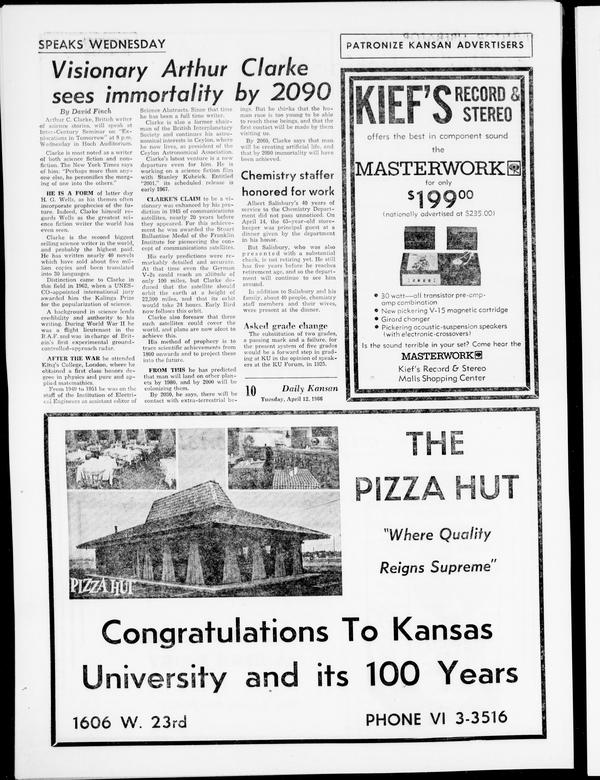 SPEAKS WEDNESDAY
Visionary Arthur Clarke
sees immortality by 2090
By David Finch
Arthur C. Clarke, British writer
of science stories, will speak at
Inter-Century Seminar on "Ex-
plorations in Tomorrow" at 8 p.m.
Wednesday in Hoch Auditorium.
Clarke is most noted as a writer
of both science fiction and non-
fiction. The New York Times says
of him: "Perhaps more than any-
one else, he personifies the merg-
ing of one into the others."
HE IS A FORM of latter day
H. G. Wells, as his themes often
incorporate prophecies of the fu-
ture. Indeed, Clarke himself re-
gards Wells as the greatest sci-
ence fiction writer the world has
even seen.
Clarke is the second biggest
selling science writer in the world,
and probably the highest paid.
He has written nearly 40 novels
which have sold about five mil-
lion copies and been translated
into 30 languages.
Distinction came to Clarke in
this field in 1962, when a UNES-
CO-appointed international jury
awarded him the Kalinga Prize
for the popularization of science.
A background in science lends
credibility and authority to his
writing. During World War II he
was a flight lieutenant in the
R.A.F. and was in charge of Brit-
ain's first experimental ground-
controlled-approach radar.
AFTER THE WAR he attended
King's College, London, where he
obtained a first class honors de-
gree in physics and pure and ap-
plied mathematics.
From 1949 to 1951 he was on the
staff of the Institution of Electri-
cal Engineers as assistant editor of
Science Abstracts. Since that time
he has been a full time writer.
Clarke is also a former chair-
man of the British Interplanetary
Society and continues his astro-
nomical interests in Ceylon, where
he now lives, as president of the
Ceylon Astronomical Association.
Clarke's latest venture is a new
departure even for him. He is
working on a science fiction film
with Stanley Kubrick. Entitled
"2001," its scheduled release is
early 1967.
CLARKE'S CLAIM to be a vi-
sionary was enhanced by his pre-
diction in 1945 of communications
satellites, nearly 20 years before
they appeared. For this achieve-
ment he was awarded the Stuart
Ballantine Medal of the Franklin
Institute for pioneering the con-
cept of communications satellites.
His early predictions were re-
markably detailed and accurate.
At that time even the German
V-2s could reach an altitude of
only 100 miles, but Clarke de-
duced that the satellite should
orbit the earth at a height of
22,300 miles, and that its orbit
would take 24 hours. Early Bird
now follows this orbit.
Clarke also foresaw that three
such satellites could cover the
world, and plans are now afoot to
achieve this.
His method of prophecy is to
trace scientific achievements from
1800 onwards and to project these
into the future.
FROM THIS he has predicted
that man will land on other plan-
ets by 1980, and by 2000 will be
colonizing them.
By 2030, he says, there will be
contact with extra-terrestrial be-
ings. But he thinks that the hu-
man race is too young to be able
to reach these beings, and that the
first contact will be made by them
visiting us.
By 2060, Clarke says that man
will be creating artificial life, and
that by 2090 immortality will have
been achieved.
Chemistry staffer
honored for work
Albert Salisbury's 40 years of
service to the Chemistry Depart-
ment did not pass unnoticed. On
April 14, the 65-year-old store-
keeper was principal guest at a
dinner given by the department
in his honor.
But Salisbury, who was also
presented with a substantial
check, is not retiring yet. He still
has five years before he reaches
retirement age, and so the depart-
ment will continue to see him
around.
In addition to Salisbury and his
family, about 40 people, chemistry
staff members and their wives,
were present at the dinner.
Asked grade change
The substitution of two grades,
a passing mark and a failure, for
the present system of five grades
would be a forward step in grad-
ing at KU in the opinion of speak-
ers at the KU Forum, in 1925.
10 Daily Kansan
Tuesday, April 12, 1966
PATRONIZE KANSAN ADVERTISERS
KIEF'S RECORD &
STEREO
offers the best in component sound
the
MASTERWORK
for only
$199.00
(nationally advertised at $235.00)
• 30 watt—all transistor pre-amp-
amp combination
• New pickering V-15 magnetic cartridge
• Girard changer
• Pickering acoustic-suspension speakers
(with electronic-crossovers)
Is the sound terrible in your set? Come hear the
MASTERWORK
Kief's Record & Stereo
Malls Shopping Center
PIZZA HUT
THE
PIZZA HUT
"Where Quality
Reigns Supreme"
Congratulations To Kansas
University and its 100 Years
1606 W. 23rd PHONE VI 3-3516